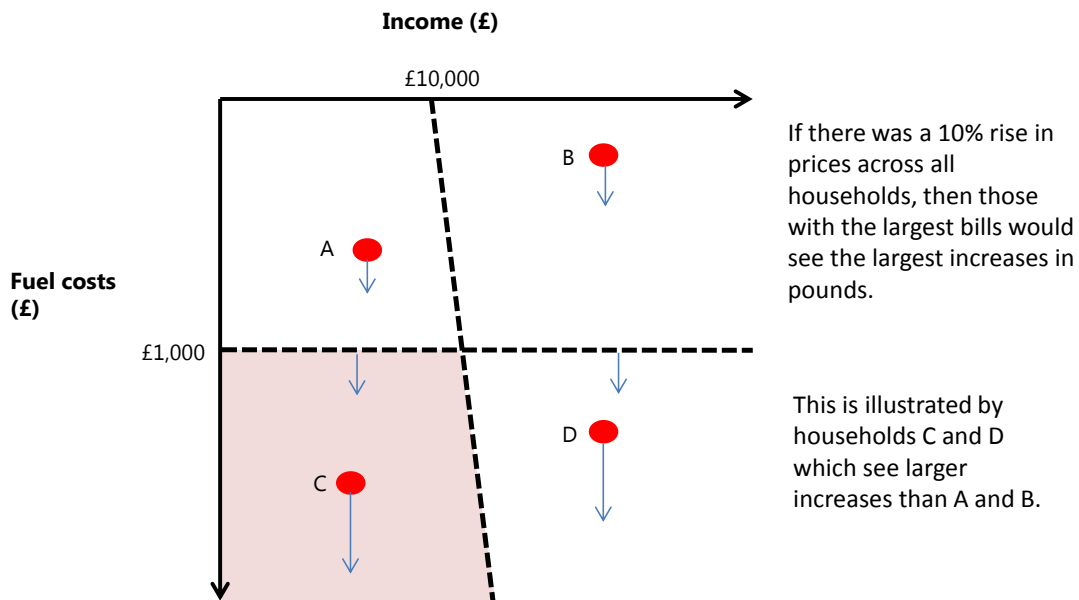 Income (£)
£10,000
If there was a 10% rise in
prices across all
households, then those
with the largest bills would
see the largest increases in
pounds.
B
A
Fuel costs
(£)
£1,000
This is illustrated by
households C and D
which see larger
increases than A and B.
D
C